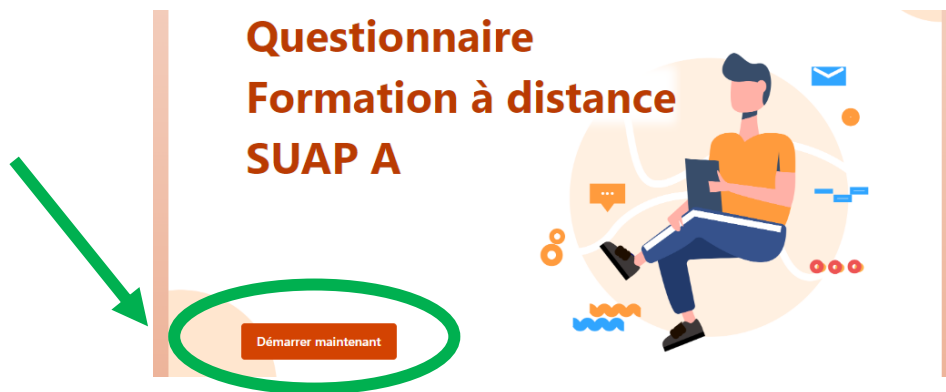 Questionnaire
Formation à distance
SUAP A
Démarrer maintenant